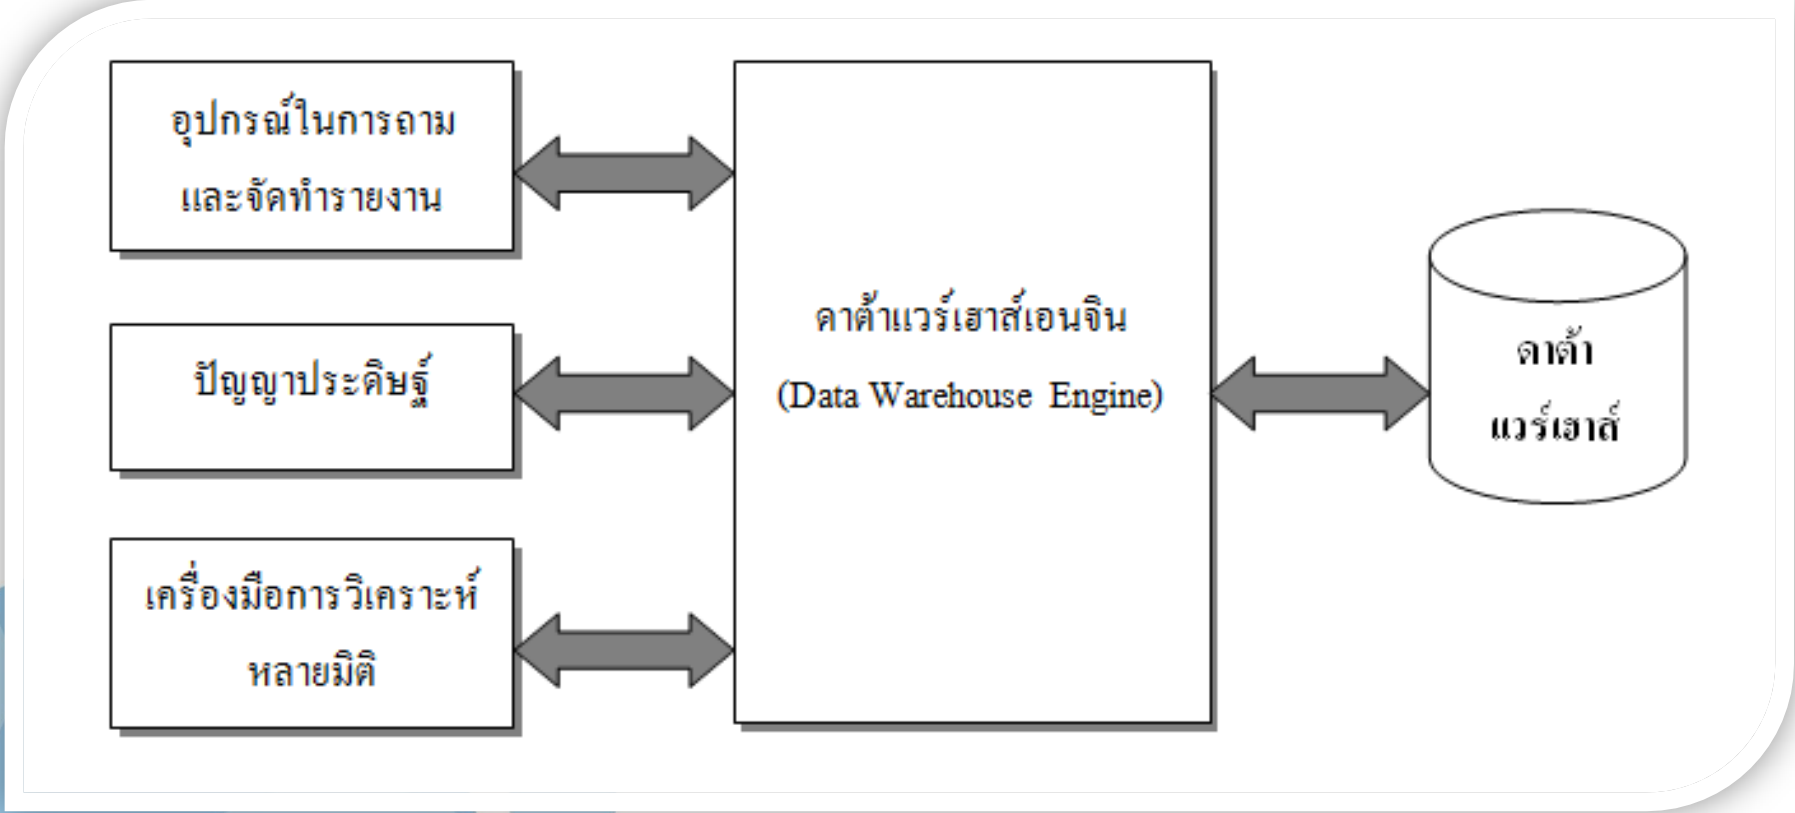 อุปกรณ์ในการถาม
และจัดทำรายงาน
ปัญญาประดิษฐ์
เครื่องมือการวิเคราะห์
หลายมิติ
ดาต้าแวร์เฮาส์เอนจิน
(Data Warehouse Engine)
ดาต้า
แวร์เฮาส์